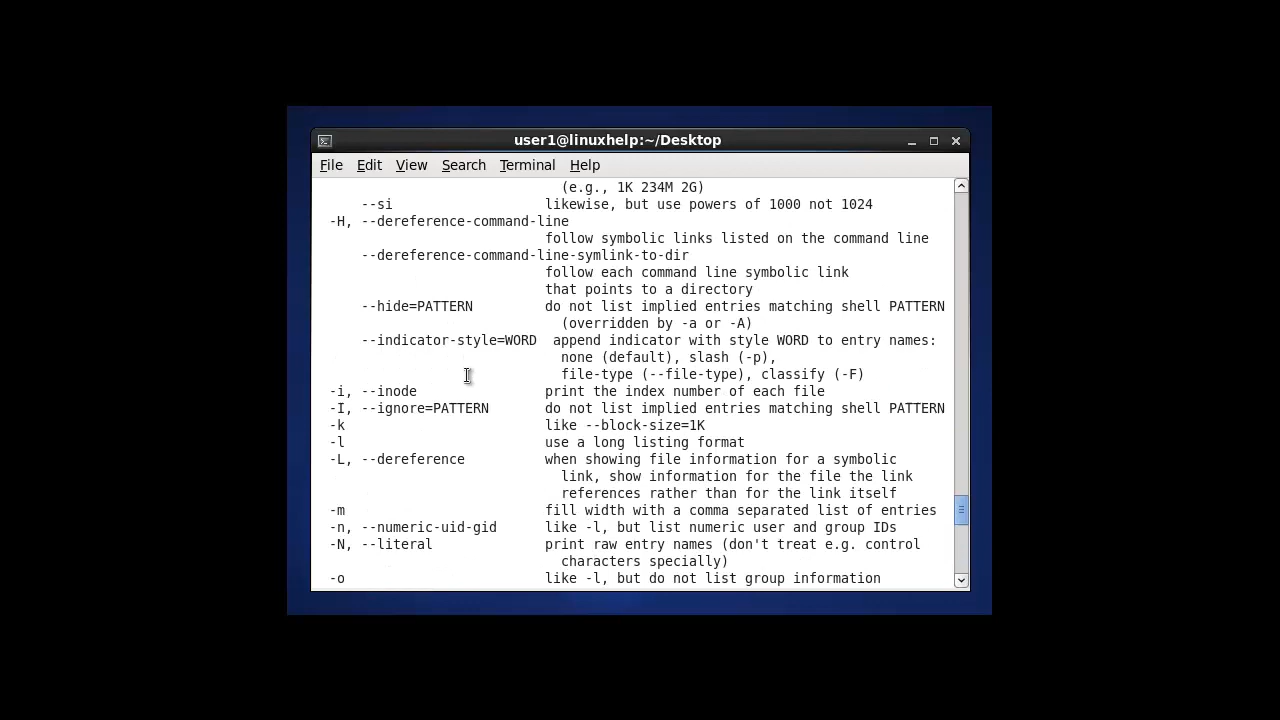 user1@linuxhelp:~/Desktop
File Edit View Search Terminal Help
(e.g., 1K 234M 2G)
--si likewise, but use powers of 1000 not 1024
-H, --dereference-command-line
follow symbolic links listed on the command line
--dereference-command-line-symlink-to-dir
follow each command line symbolic link
that points to a directory
--hide=PATTERN do not list implied entries matching shell PATTERN
(overridden by -a or -A)
--indicator-style=WORD append indicator with style WORD to entry names:
none (default), slash (-p),
file-type (--file-type), classify (-F)
-i, --inode print the index number of each file
-I, --ignore=PATTERN do not list implied entries matching shell PATTERN
-k like --block-size=1K
-l use a long listing format
-L, --dereference when showing file information for a symbolic
link, show information for the file the link
references rather than for the link itself
-m fill width with a comma separated list of entries
-n, --numeric-uid-gid like -l, but list numeric user and group IDs
-N, --literal print raw entry names (don't treat e.g. control
characters specially)
-o like -l, but do not list group information